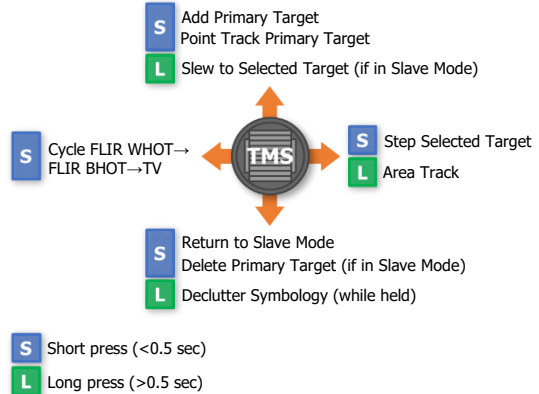 S Add Primary Target
Point Track Primary Target
L Slew to Selected Target (if in Slave Mode)
S Cycle FLIR WHOT→
FLIR BHOT→TV
TMS
S Step Selected Target
L Area Track
S Return to Slave Mode
Delete Primary Target (if in Slave Mode)
L Declutter Symbology (while held)
S Short press (<0.5 sec)
L Long press (>0.5 sec)